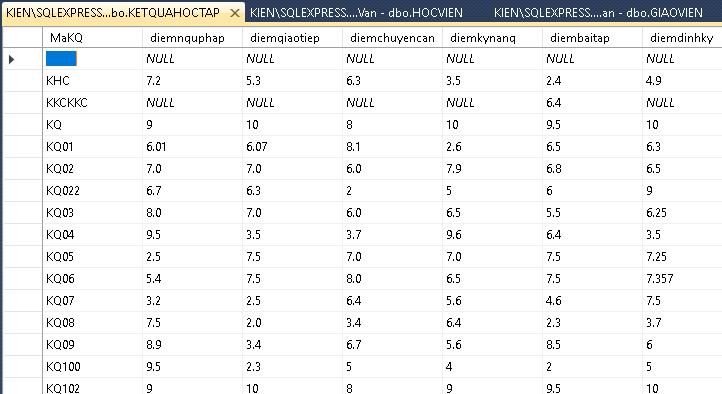 KIEN\SQLEXPRESS...bo.KETQUAHOCTAP KIEN\SQLEXPRESS....Van - dbo.HOCVIEN KIEN\SQLEXPRESS....an - dbo.GIAOVIEN
MaKQ diemnquphap diemqiaotiep diemchuyencan diemkynanq diembaitap diemdinhky
NULL NULL NULL NULL NULL NULL
KHC 7.2 5.3 6.3 3.5 2.4 4.9
KKCKKC NULL NULL NULL NULL 6.4 NULL
KQ 9 10 8 10 9.5 10
KQ01 6.01 6.07 8.1 2.6 6.5 6.3
KQ02 7.0 7.0 6.0 7.9 6.8 6.5
KQ022 6.7 6.3 2 5 6 9
KQ03 8.0 7.0 6.0 6.5 5.5 6.25
KQ04 9.5 3.5 3.7 9.6 6.4 3.5
KQ05 2.5 7.5 7.0 7.0 7.5 7.25
KQ06 5.4 7.5 8.0 6.5 7.5 7.357
KQ07 3.2 2.5 6.4 5.6 4.6 7.5
KQ08 7.5 2.0 3.4 6.4 2.3 3.7
KQ09 8.9 3.4 6.7 5.6 8.5 6
KQ100 9.5 2.3 5 4 2 5
KQ102 9 10 8 9 9.5 10